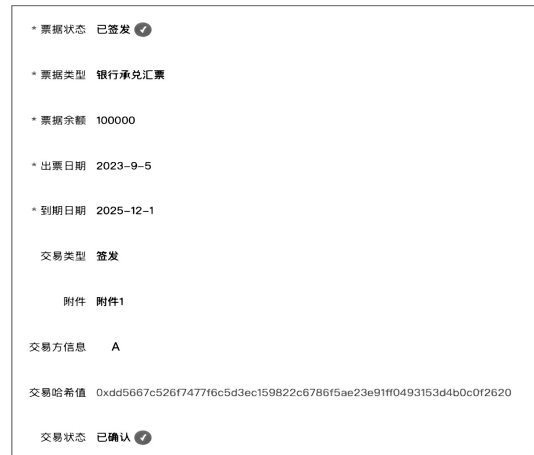 * 票据状态 已签发
* 票据类型 银行承兑汇票
* 票据余额 100000
* 出票日期 2023-9-5
* 到期日期 2025-12-1
交易类型 签发
附件 附件1
交易方信息 A
交易哈希值 0xdd5667c526f7477f6c5d3ec159822c6786f5ae23e91ff0493153d4b0c0f2620
交易状态 已确认